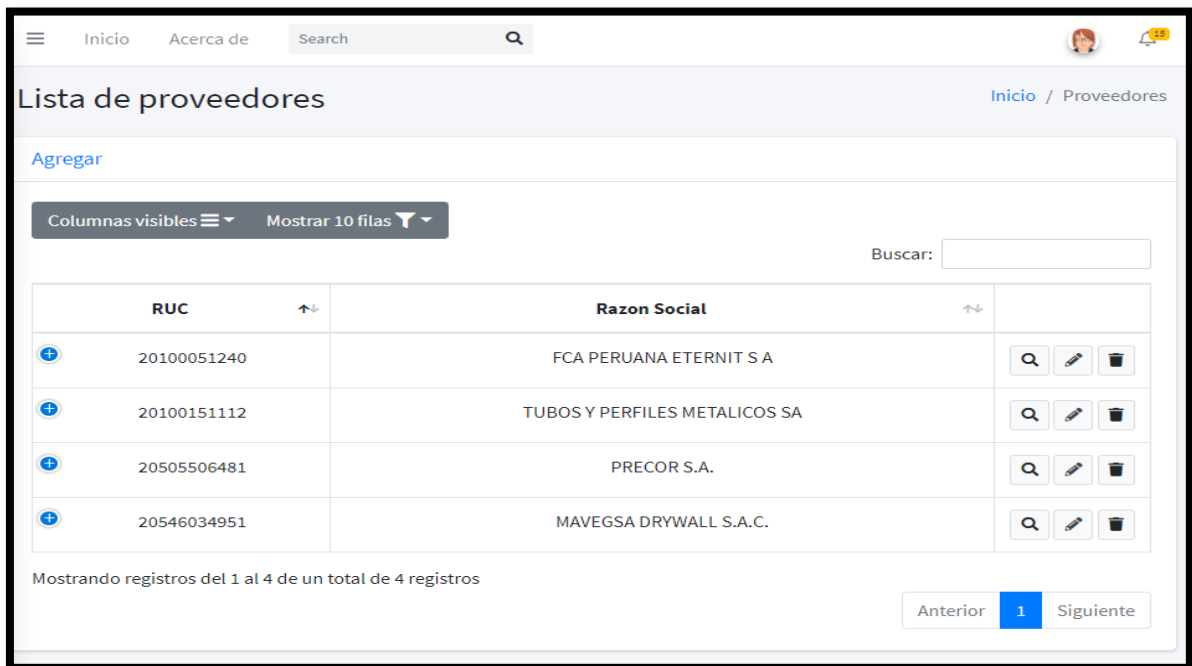 Inicio Acerca de Search 15
Lista de proveedores Inicio / Proveedores
Agregar
Columnas visibles Mostrar 10 filas
Buscar:
RUC Razon Social
20100051240 FCA PERUANA ETERNIT S A
20100151112 TUBOS Y PERFILES METALICOS SA
20505506481 PRECOR S.A.
20546034951 MAVEGSA DRYWALL S.A.C.
Mostrando registros del 1 al 4 de un total de 4 registros
Anterior 1 Siguiente